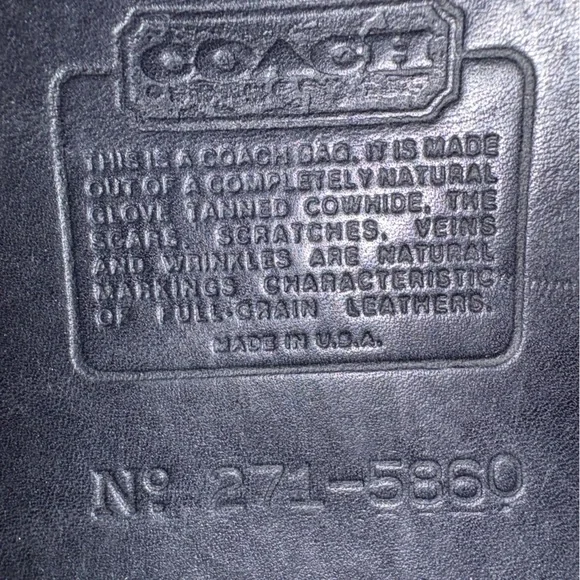 COACH
THIS IS A COACH BAG. IT IS MADE
OUT OF A COMPLETELY NATURAL
GLOVE TANNED COWHIDE, THE
SCARS, SCRATCHES, VEINS
AND WRINKLES ARE NATURAL
MARKINGS CHARACTERISTIC
OF FULL-GRAIN LEATHERS.
MADE IN U.S.A.
No 271-5860